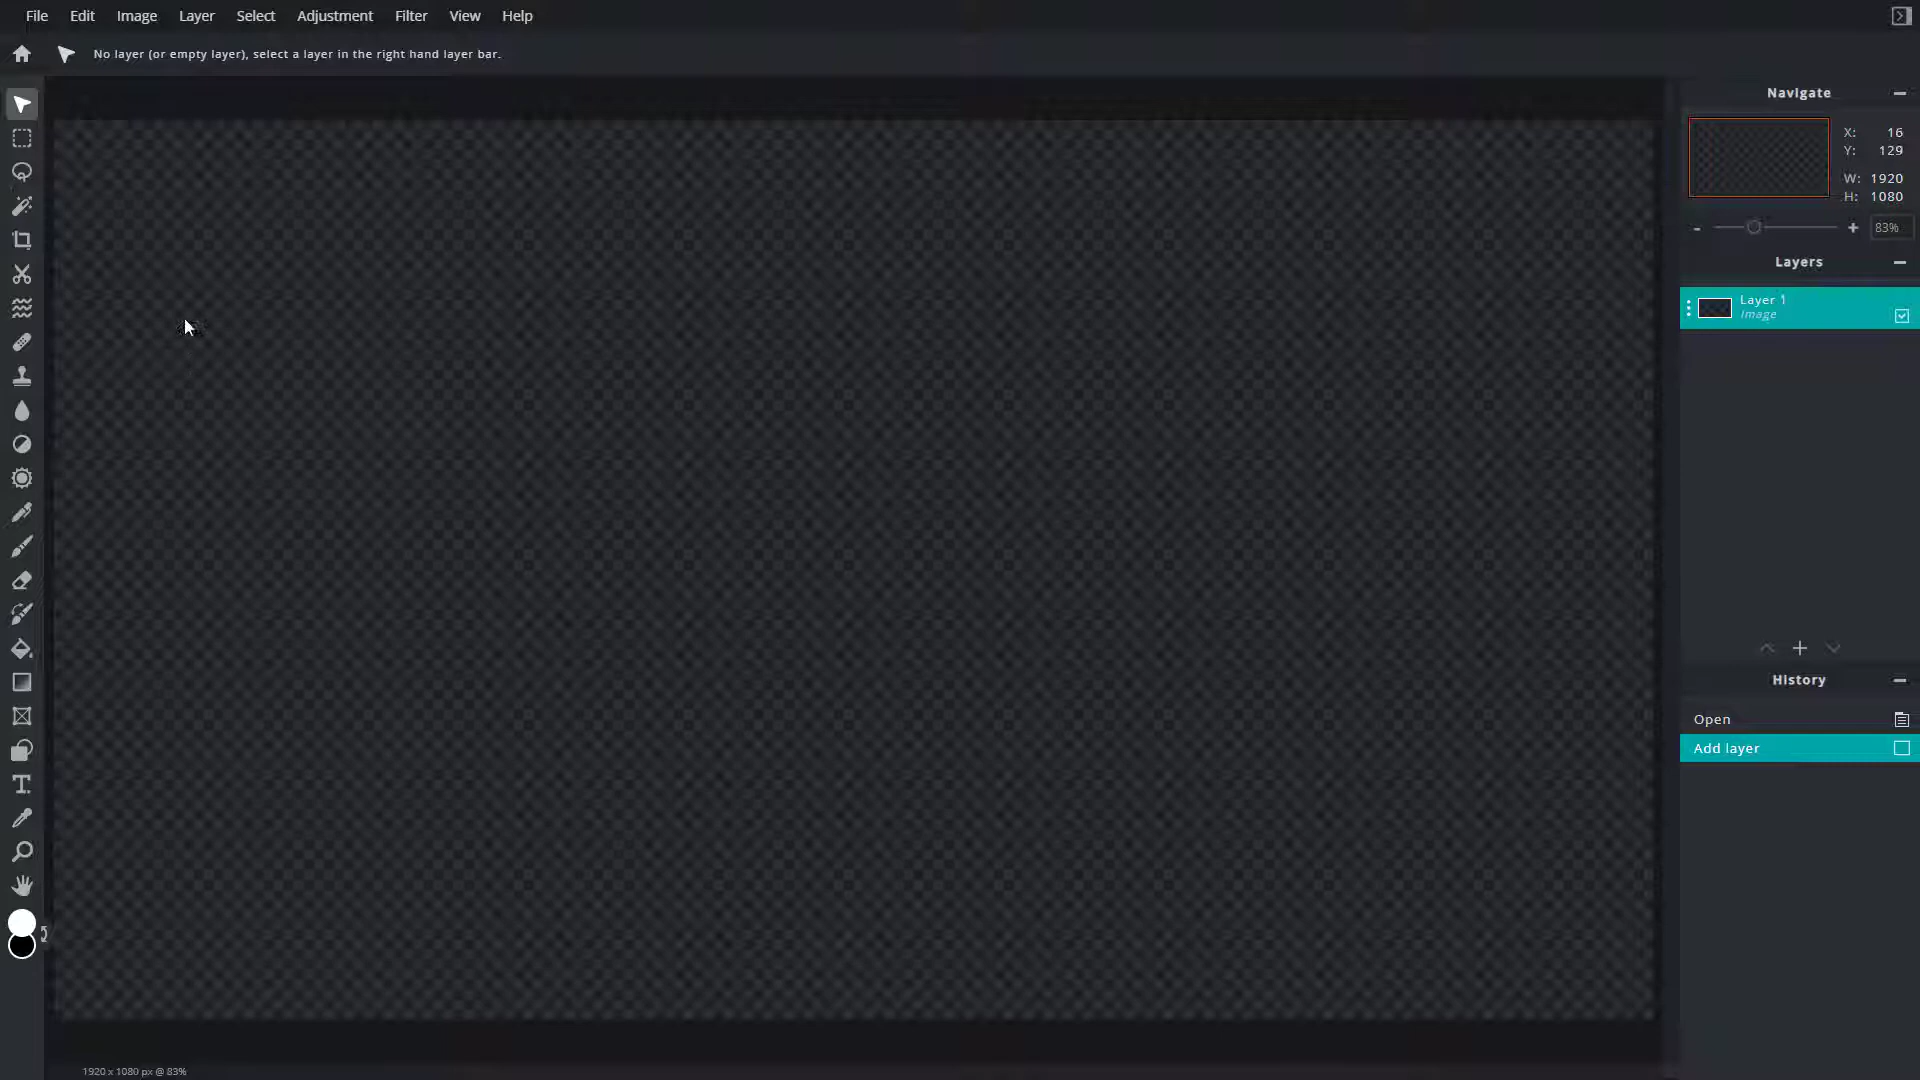 File Edit Image Layer Select Adjustment Filter View Help
No layer (or empty layer), select a layer in the right hand layer bar.
Navigate
X: 16
Y: 129
W: 1920
H: 1080
- + 83%
Layers
Layer 1
Image
History
Open
Add layer
T
1920 x 1080 px @ 83%